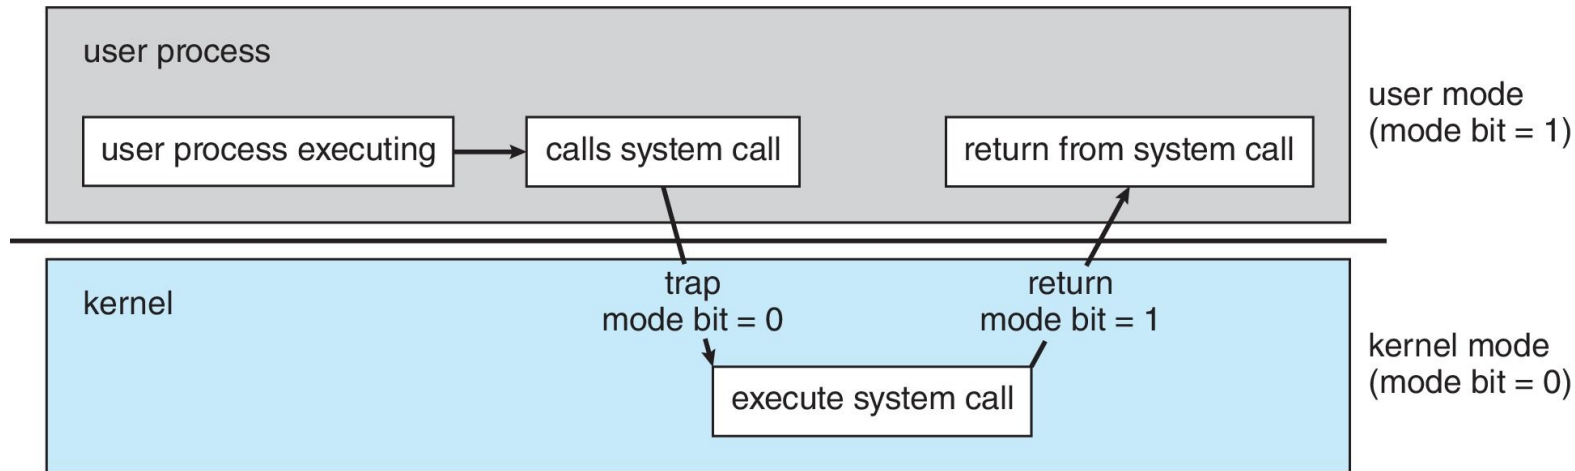 user process
user process executing
calls system call
return from system call
user mode
(mode bit = 1)
kernel
trap
mode bit = 0
return
mode bit = 1
execute system call
kernel mode
(mode bit = 0)